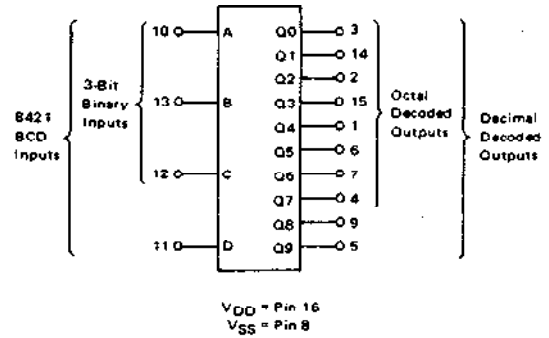 10 A Q0 3
Q1 14
3-Bit
Binary
Inputs
Q2 2
13 B Q3 15
8421
BCD
Inputs
Q4 1
Octal
Decoded
Outputs
Decimal
Decoded
Outputs
Q5 6
12 C Q6 7
Q7 4
Q8 9
11 D Q9 5
VDD = Pin 16
VSS = Pin 8